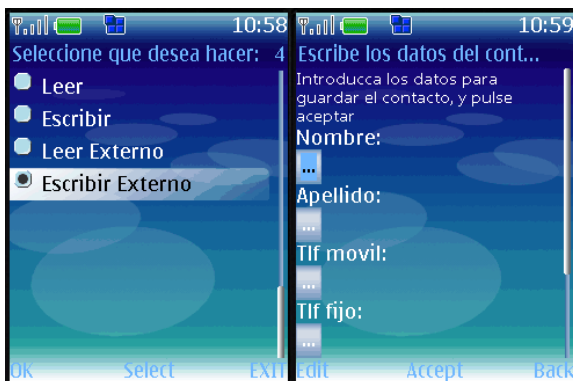 10:58
Seleccione que desea hacer: 4
Leer
Escribir
Leer Externo
Escribir Externo
OK Select EXIT
10:59
Escribe los datos del cont...
Introducca los datos para
guardar el contacto, y pulse
aceptar
Nombre:
...
Apellido:
...
Tlf movil:
...
Tlf fijo:
...
Edit Accept Back